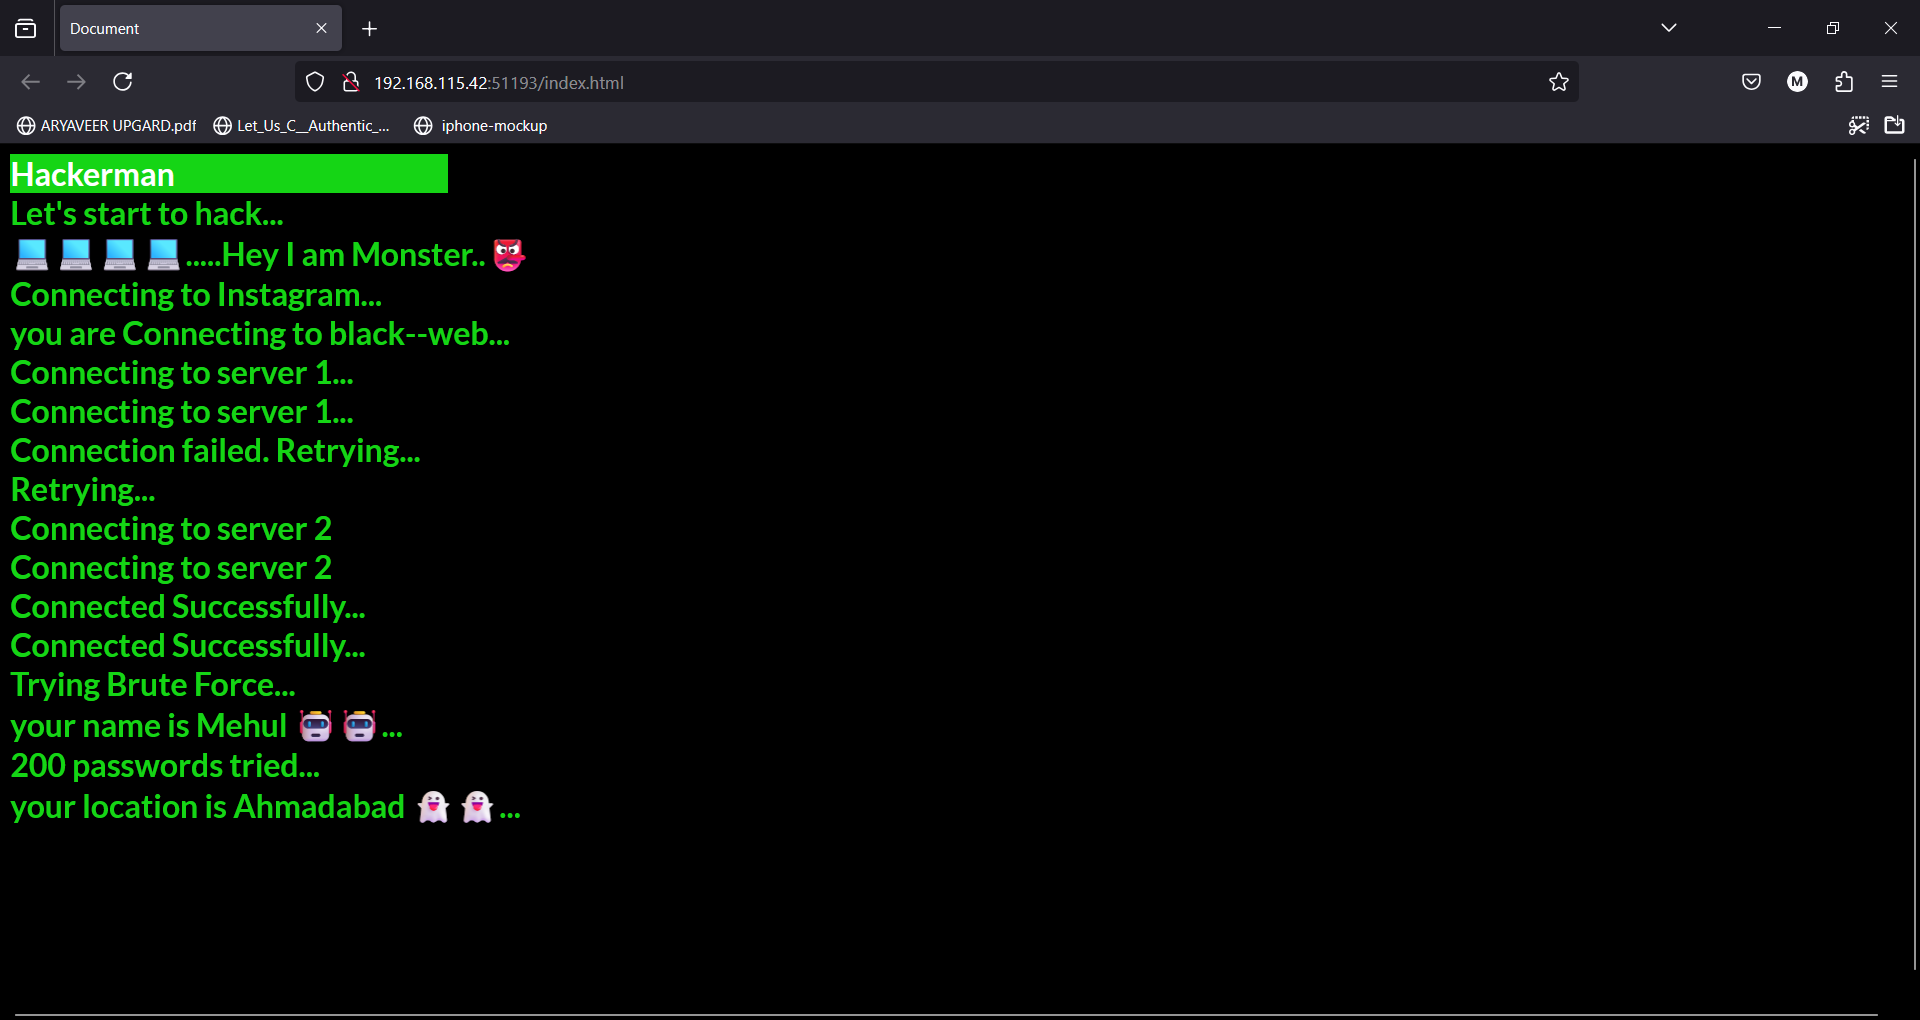 Document
192.168.115.42:51193/index.html
M
ARYAVEER UPGARD.pdf Let_Us_C__Authentic_... iphone-mockup
Hackerman
Let's start to hack...
💻 💻 💻 💻.....Hey I am Monster..👺
Connecting to Instagram...
you are Connecting to black--web...
Connecting to server 1...
Connecting to server 1...
Connection failed. Retrying...
Retrying...
Connecting to server 2
Connecting to server 2
Connected Successfully...
Connected Successfully...
Trying Brute Force...
your name is Mehul 🤖 🤖...
200 passwords tried...
your location is Ahmadabad 👻 👻...